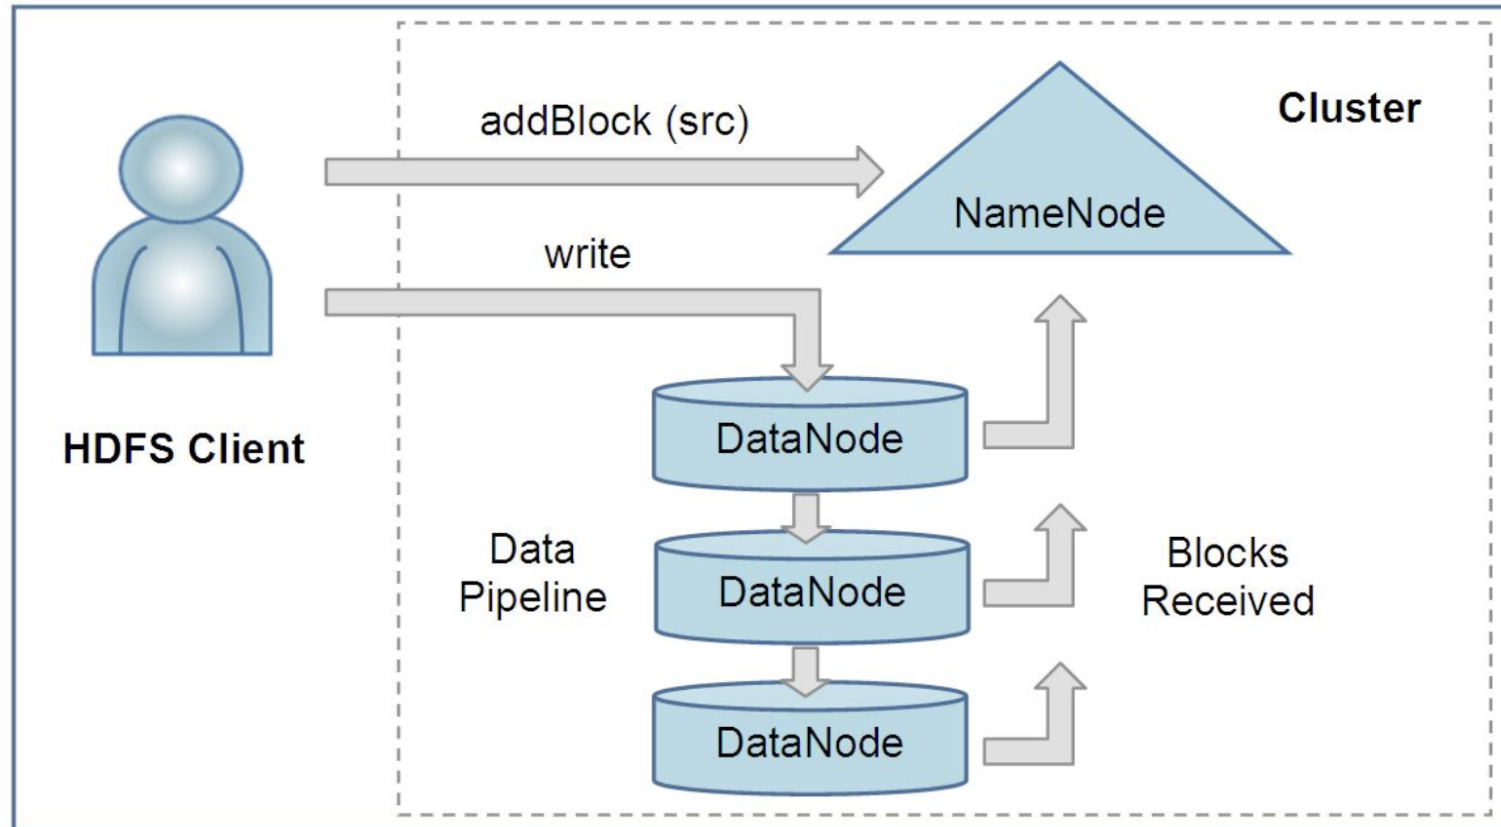 addBlock (src)
Cluster
NameNode
write
HDFS Client
DataNode
Data
Pipeline
DataNode
Blocks
Received
DataNode